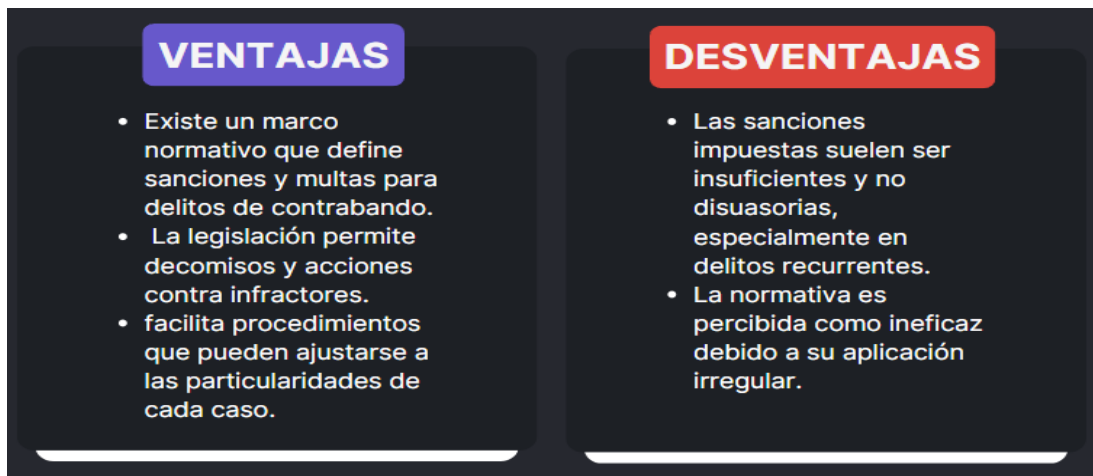 VENTAJAS
• Existe un marco
normativo que define
sanciones y multas para
delitos de contrabando.
• La legislación permite
decomisos y acciones
contra infractores.
• facilita procedimientos
que pueden ajustarse a
las particularidades de
cada caso.
DESVENTAJAS
• Las sanciones
impuestas suelen ser
insuficientes y no
disuasorias,
especialmente en
delitos recurrentes.
• La normativa es
percibida como ineficaz
debido a su aplicación
irregular.